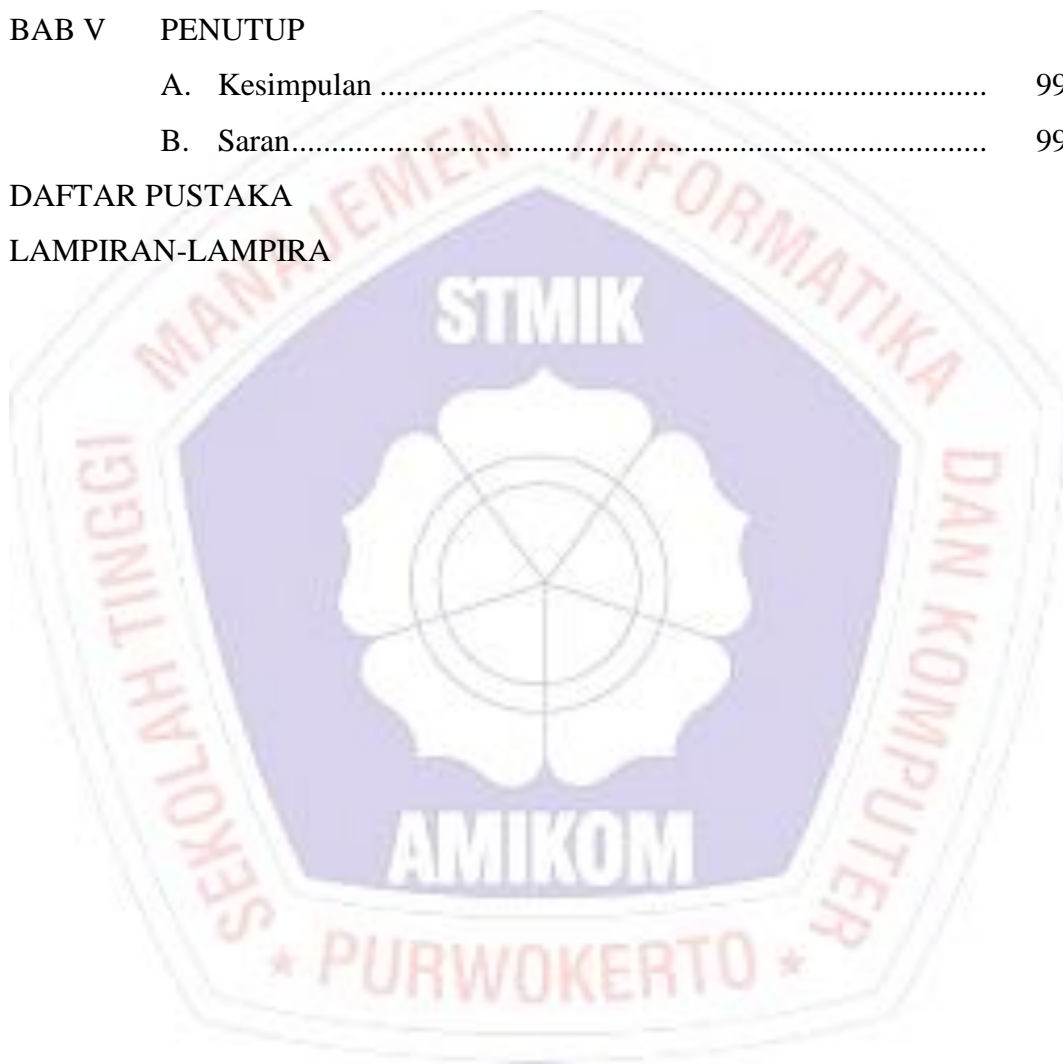 BAB V PENUTUP
A. Kesimpulan ........................................................................... 99
B. Saran...................................................................................... 99
DAFTAR PUSTAKA
LAMPIRAN-LAMPIRA
SEKOLAH TINGGI MANAJEMEN INFORMATIKA DAN KOMPUTER
STMIK
AMIKOM
* PURWOKERTO *